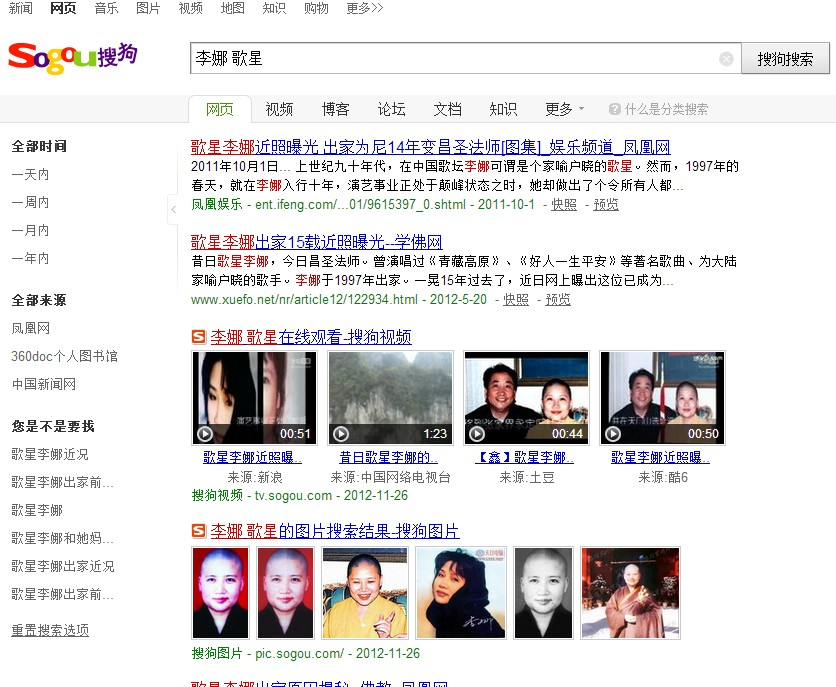 新闻 网页 音乐 图片 视频 地图 知识 购物 更多>>
Sogou搜狗
李娜 歌星
搜狗搜索
网页 视频 博客 论坛 文档 知识 更多 什么是分类搜索
全部时间
一天内
一周内
一月内
一年内
全部来源
凤凰网
360doc个人图书馆
中国新闻网
您是不是要找
歌星李娜近况
歌星李娜出家前...
歌星李娜
歌星李娜和她妈...
歌星李娜出家近况
歌星李娜出家前...
重置搜索选项
歌星李娜近照曝光 出家为尼14年变昌圣法师[图集]_娱乐频道_凤凰网
2011年10月1日... 上世纪九十年代，在中国歌坛李娜可谓是个家喻户晓的歌星。然而，1997年的
春天，就在李娜入行十年，演艺事业正处于颠峰状态之时，她却做出了个令所有人都...
凤凰娱乐 - ent.ifeng.com/...01/9615397_0.shtml - 2011-10-1 - 快照 - 预览
歌星李娜出家15载近照曝光--学佛网
昔日歌星李娜，今日昌圣法师。曾演唱过《青藏高原》、《好人一生平安》等著名歌曲、为大陆
家喻户晓的歌手。李娜于1997年出家。一晃15年过去了，近日网上曝出这位已成为...
www.xuefo.net/nr/article12/122934.html - 2012-5-20 - 快照 - 预览
李娜 歌星在线观看-搜狗视频
00:51 1:23 00:44 00:50
歌星李娜近照曝.. 昔日歌星李娜的.. 【鑫】歌星李娜.. 歌星李娜近照曝..
来源:新浪 来源:中国网络电视台 来源:土豆 来源:酷6
搜狗视频 - tv.sogou.com - 2012-11-26
李娜 歌星的图片搜索结果-搜狗图片
搜狗图片 - pic.sogou.com/ - 2012-11-26